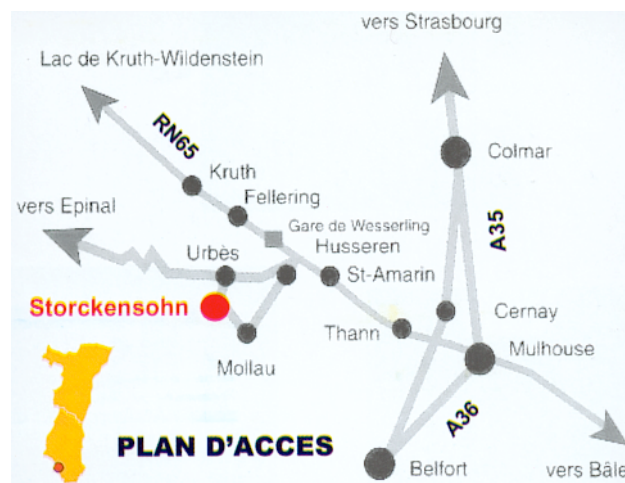 vers Strasbourg
Lac de Kruth-Wildenstein
RN65
Colmar
Kruth
Fellering
vers Epinal
Gare de Wesserling
Husseren
A35
Urbès
St-Amarin
Storckensohn
Cernay
Thann
Mulhouse
Mollau
A36
PLAN D'ACCES
Belfort
vers Bâle